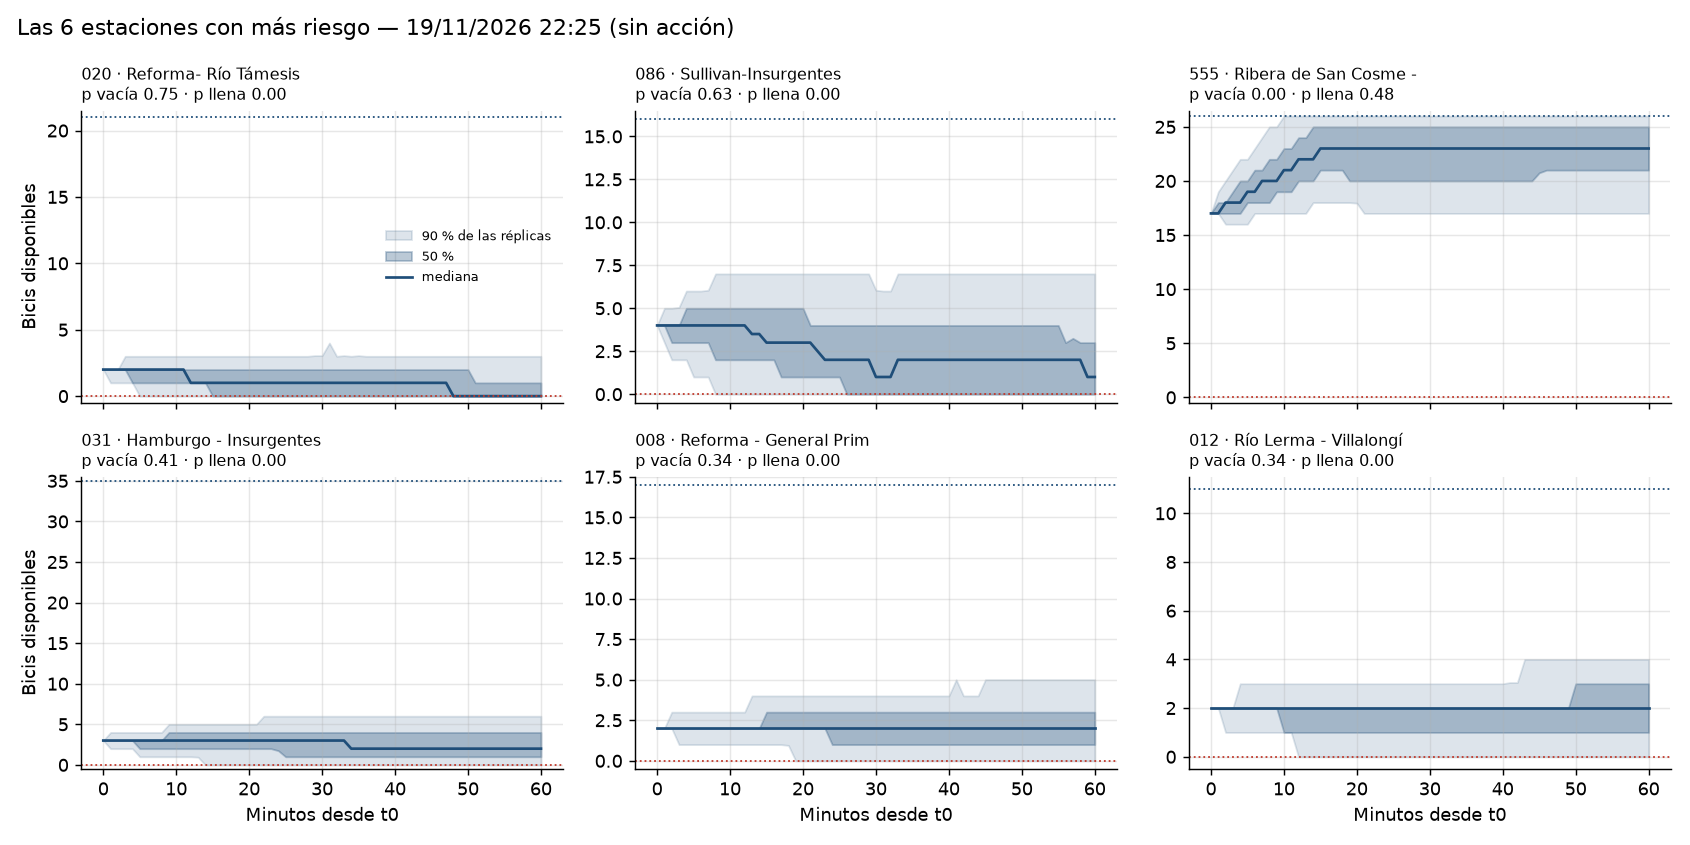 Las 6 estaciones con más riesgo — 19/11/2026 22:25 (sin acción)
020 · Reforma- Río Támesis
p vacía 0.75 · p llena 0.00
20
15
10
5
0
Bicis disponibles
90 % de las réplicas
50 %
mediana
086 · Sullivan-Insurgentes
p vacía 0.63 · p llena 0.00
15.0
12.5
10.0
7.5
5.0
2.5
0.0
555 · Ribera de San Cosme -
p vacía 0.00 · p llena 0.48
25
20
15
10
5
0
031 · Hamburgo - Insurgentes
p vacía 0.41 · p llena 0.00
35
30
25
20
15
10
5
0
Bicis disponibles
0 10 20 30 40 50 60
Minutos desde t0
008 · Reforma - General Prim
p vacía 0.34 · p llena 0.00
17.5
15.0
12.5
10.0
7.5
5.0
2.5
0.0
0 10 20 30 40 50 60
Minutos desde t0
012 · Río Lerma - Villalongí
p vacía 0.34 · p llena 0.00
10
8
6
4
2
0
0 10 20 30 40 50 60
Minutos desde t0